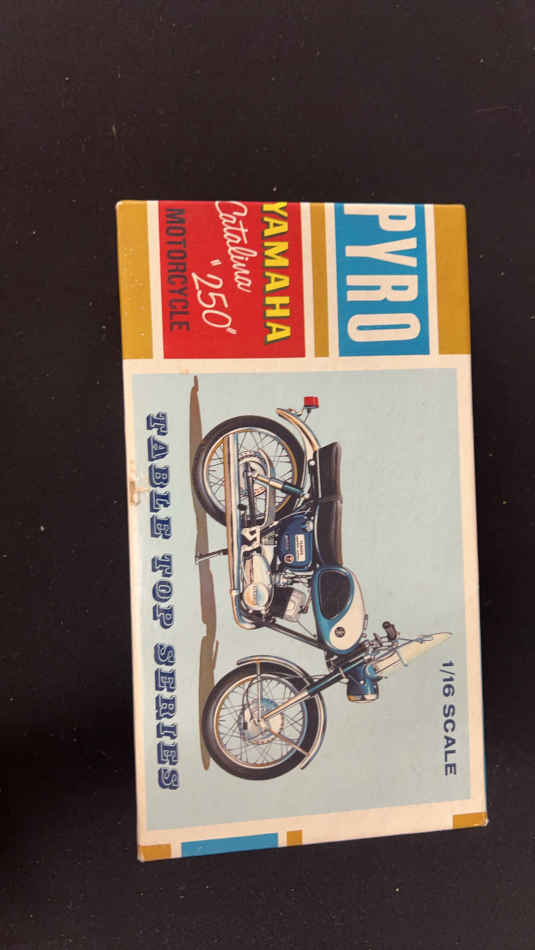 PYRO
YAMAHA
Catalina
"250"
MOTORCYCLE
1/16 SCALE
TABLE TOP SERIES